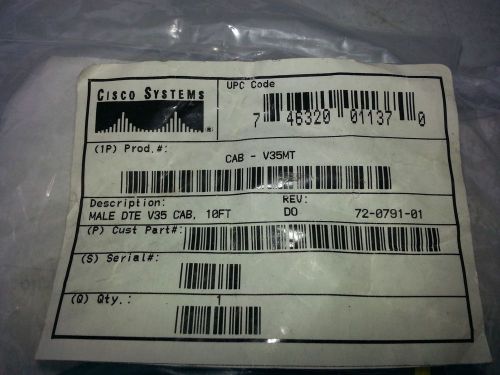 CISCO SYSTEMS
®
UPC Code
7 46320 01137 0
(1P) Prod.#:
CAB - V35MT
Description:
REV:
MALE DTE V35 CAB, 10FT
D0
72-0791-01
(P) Cust Part#:
(S) Serial#:
(Q) Qty.:
1